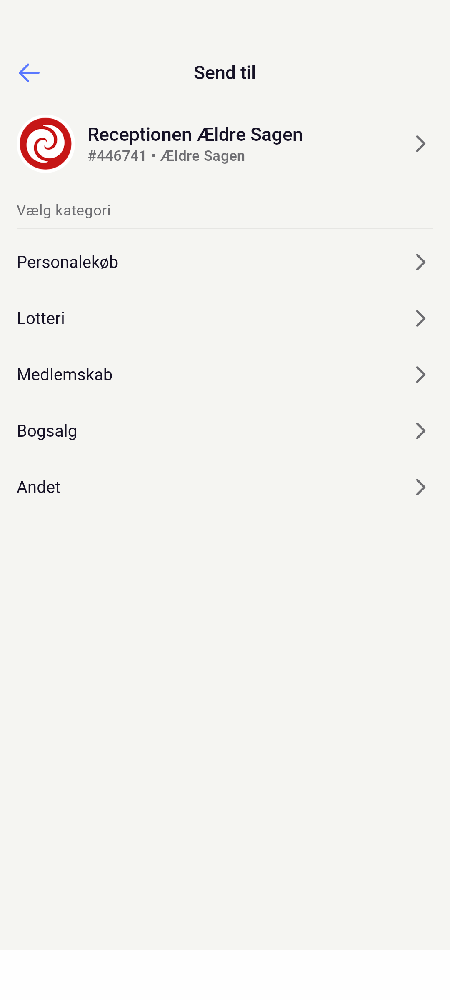 Send til
Receptionen Ældre Sagen
#446741 • Ældre Sagen
Vælg kategori
Personalekøb
Lotteri
Medlemskab
Bogsalg
Andet